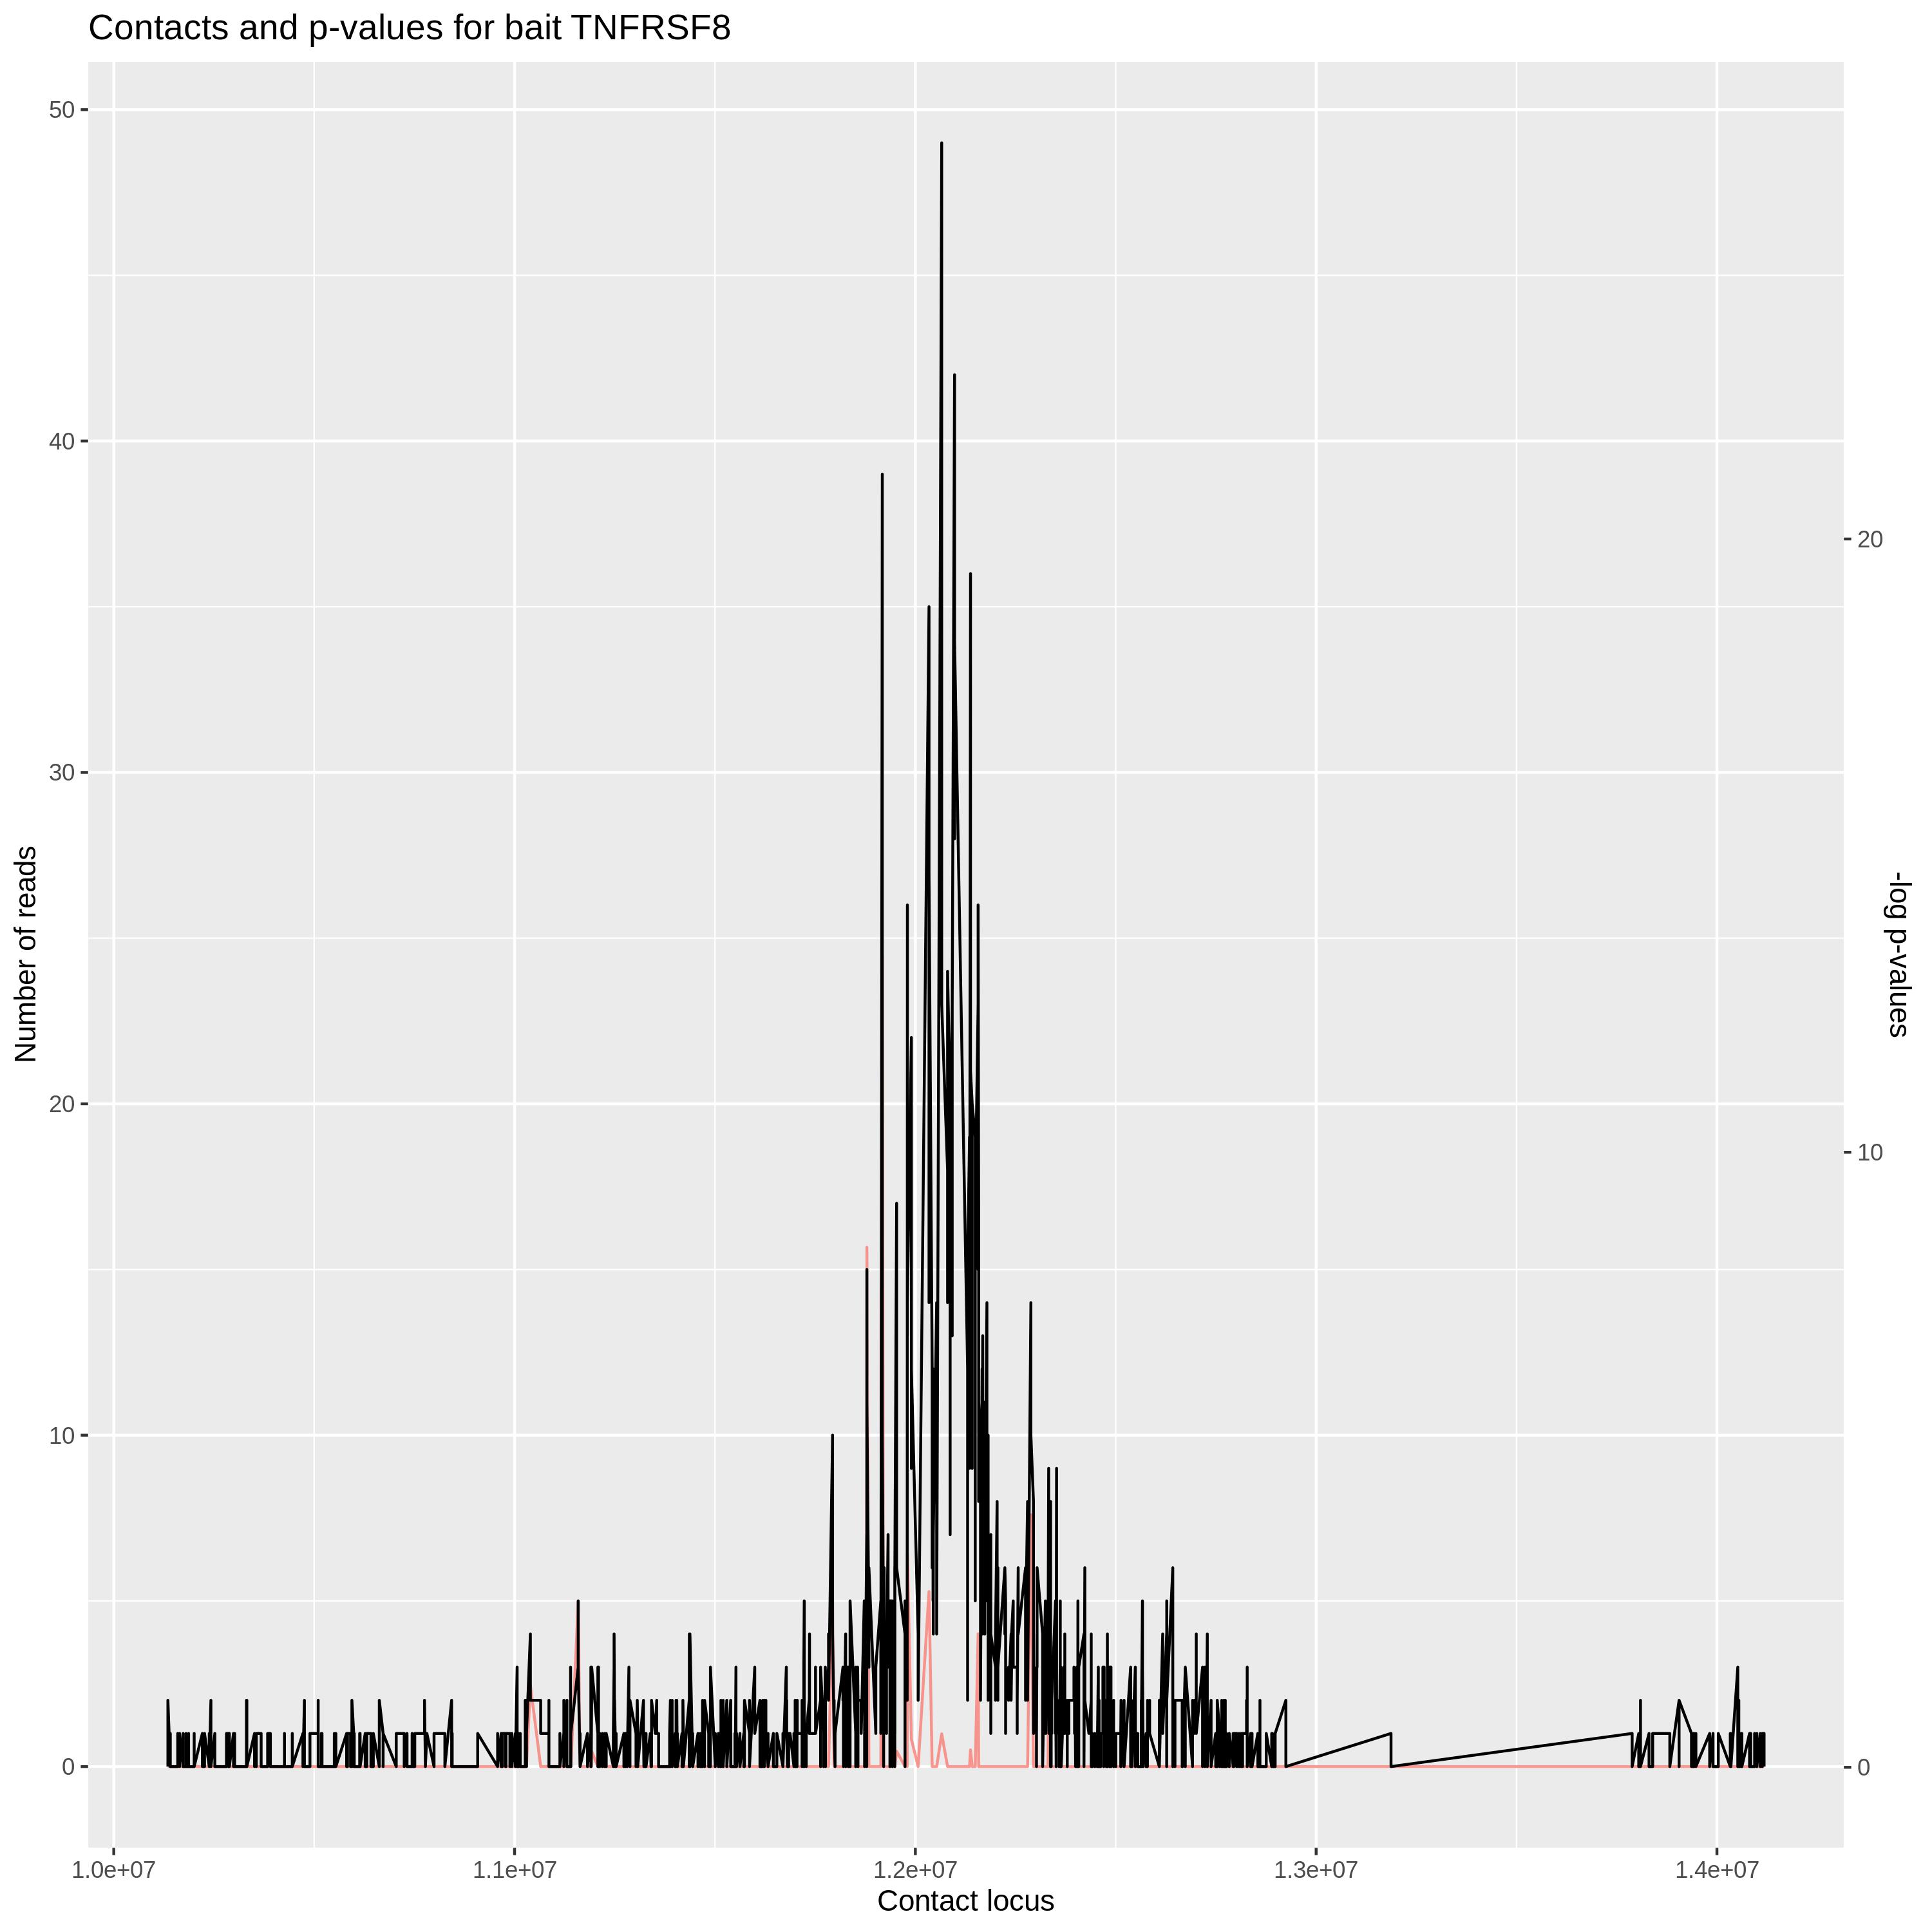 Contacts and p-values for bait TNFRSF8
50
40
30
20
10
0
Number of reads
20
10
0
-log p-values
1.0e+07 1.1e+07 1.2e+07 1.3e+07 1.4e+07
Contact locus